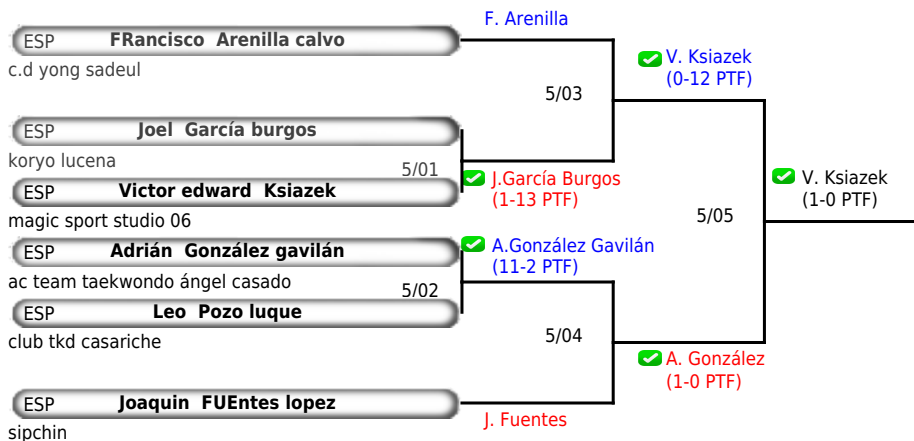 F. Arenilla
ESP FRancisco Arenilla calvo
c.d yong sadeul
V. Ksiazek
(0-12 PTF)
5/03
ESP Joel García burgos
koryo lucena
5/01
J.García Burgos
(1-13 PTF)
ESP Victor edward Ksiazek
magic sport studio 06
V. Ksiazek
(1-0 PTF)
5/05
ESP Adrián González gavilán
ac team taekwondo ángel casado
A.González Gavilán
(11-2 PTF)
5/02
ESP Leo Pozo luque
club tkd casariche
5/04
A. González
(1-0 PTF)
ESP Joaquin FUEntes lopez
sipchin
J. Fuentes